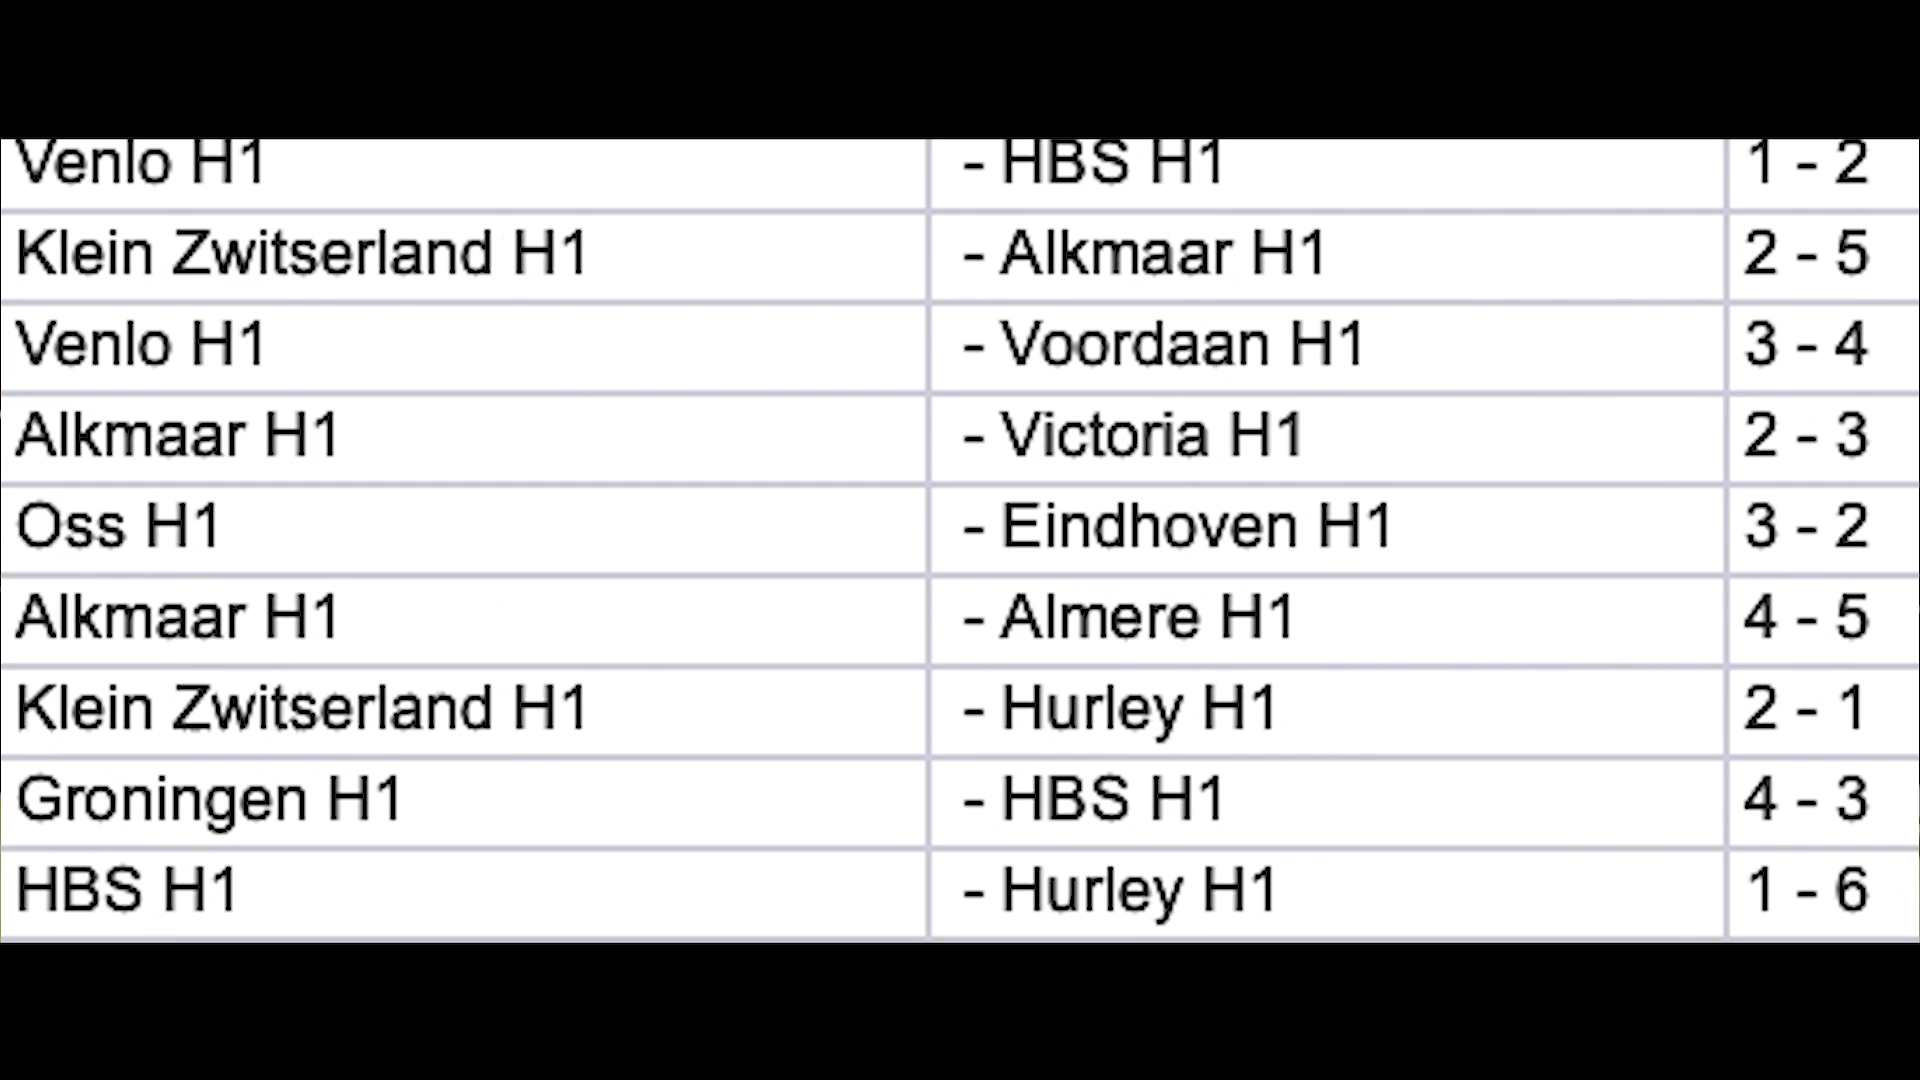 Venlo H1 - HBS H1 1 - 2
Klein Zwitserland H1 - Alkmaar H1 2 - 5
Venlo H1 - Voordaan H1 3 - 4
Alkmaar H1 - Victoria H1 2 - 3
Oss H1 - Eindhoven H1 3 - 2
Alkmaar H1 - Almere H1 4 - 5
Klein Zwitserland H1 - Hurley H1 2 - 1
Groningen H1 - HBS H1 4 - 3
HBS H1 - Hurley H1 1 - 6